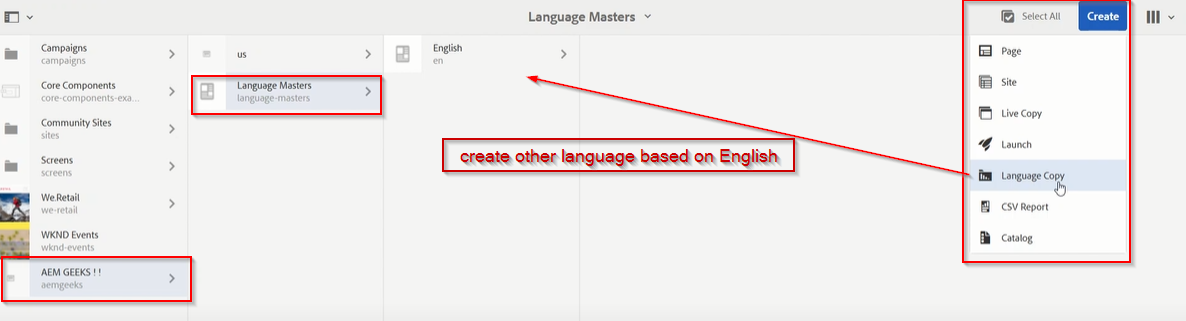 Language Masters
Select All
Create
Campaigns
campaigns
Core Components
core-components-exa...
Community Sites
sites
Screens
screens
We.Retail
we-retail
WKND Events
wknd-events
AEM GEEKS ! !
aemgeeks
us
Language Masters
language-masters
English
en
create other language based on English
Page
Site
Live Copy
Launch
Language Copy
CSV Report
Catalog